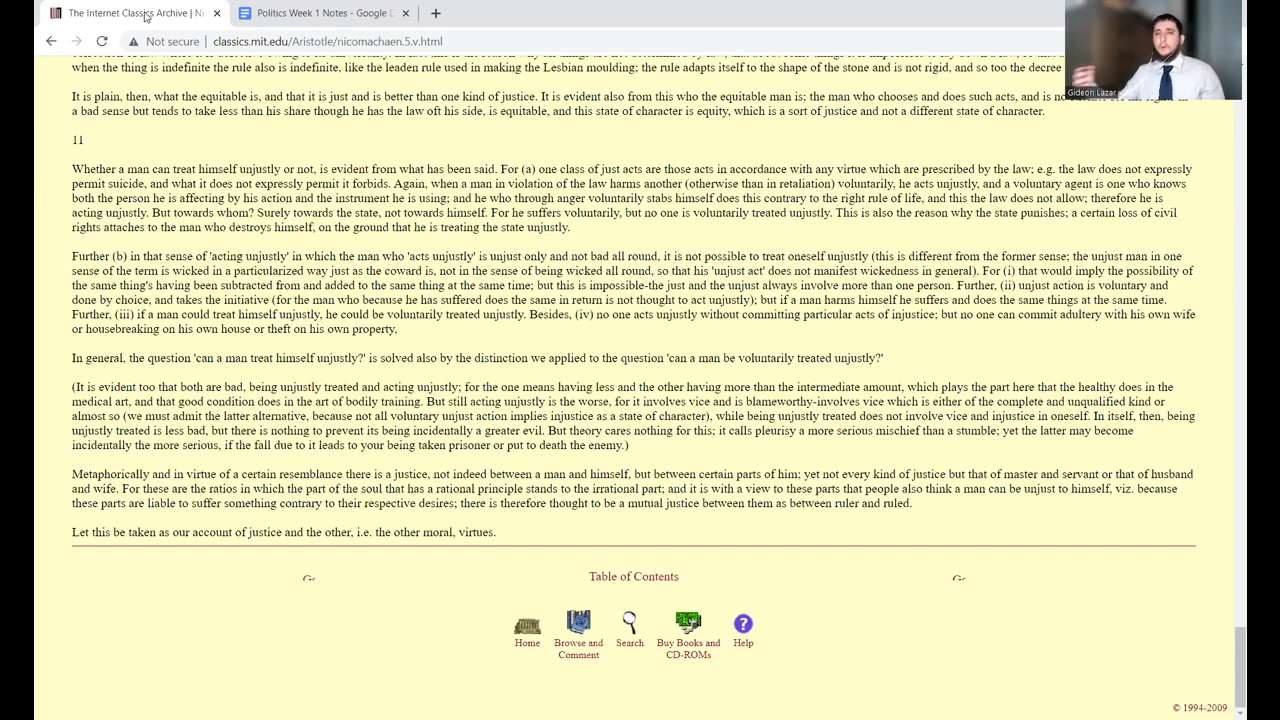 The Internet Classics Archive | Ni
Politics Week 1 Notes - Google D
Not secure
classics.mit.edu/Aristotle/nicomachaen.5.v.html
when the thing is indefinite the rule also is indefinite, like the leaden rule used in making the Lesbian moulding; the rule adapts itself to the shape of the stone and is not rigid, and so too the decree
Gideon Lazar
It is plain, then, what the equitable is, and that it is just and is better than one kind of justice. It is evident also from this who the equitable man is; the man who chooses and does such acts, and is no
a bad sense but tends to take less than his share though he has the law oft his side, is equitable, and this state of character is equity, which is a sort of justice and not a different state of character.
11
Whether a man can treat himself unjustly or not, is evident from what has been said. For (a) one class of just acts are those acts in accordance with any virtue which are prescribed by the law; e.g. the law does not expressly
permit suicide, and what it does not expressly permit it forbids. Again, when a man in violation of the law harms another (otherwise than in retaliation) voluntarily, he acts unjustly, and a voluntary agent is one who knows
both the person he is affecting by his action and the instrument he is using; and he who through anger voluntarily stabs himself does this contrary to the right rule of life, and this the law does not allow; therefore he is
acting unjustly. But towards whom? Surely towards the state, not towards himself. For he suffers voluntarily, but no one is voluntarily treated unjustly. This is also the reason why the state punishes; a certain loss of civil
rights attaches to the man who destroys himself, on the ground that he is treating the state unjustly.
Further (b) in that sense of 'acting unjustly' in which the man who 'acts unjustly' is unjust only and not bad all round, it is not possible to treat oneself unjustly (this is different from the former sense; the unjust man in one
sense of the term is wicked in a particularized way just as the coward is, not in the sense of being wicked all round, so that his 'unjust act' does not manifest wickedness in general). For (i) that would imply the possibility of
the same thing's having been subtracted from and added to the same thing at the same time; but this is impossible-the just and the unjust always involve more than one person. Further, (ii) unjust action is voluntary and
done by choice, and takes the initiative (for the man who because he has suffered does the same in return is not thought to act unjustly); but if a man harms himself he suffers and does the same things at the same time.
Further, (iii) if a man could treat himself unjustly, he could be voluntarily treated unjustly. Besides, (iv) no one acts unjustly without committing particular acts of injustice; but no one can commit adultery with his own wife
or housebreaking on his own house or theft on his own property,
In general, the question 'can a man treat himself unjustly?' is solved also by the distinction we applied to the question 'can a man be voluntarily treated unjustly?'
(It is evident too that both are bad, being unjustly treated and acting unjustly; for the one means having less and the other having more than the intermediate amount, which plays the part here that the healthy does in the
medical art, and that good condition does in the art of bodily training. But still acting unjustly is the worse, for it involves vice and is blameworthy-involves vice which is either of the complete and unqualified kind or
almost so (we must admit the latter alternative, because not all voluntary unjust action implies injustice as a state of character), while being unjustly treated does not involve vice and injustice in oneself. In itself, then, being
unjustly treated is less bad, but there is nothing to prevent its being incidentally a greater evil. But theory cares nothing for this; it calls pleurisy a more serious mischief than a stumble; yet the latter may become
incidentally the more serious, if the fall due to it leads to your being taken prisoner or put to death the enemy.)
Metaphorically and in virtue of a certain resemblance there is a justice, not indeed between a man and himself, but between certain parts of him; yet not every kind of justice but that of master and servant or that of husband
and wife. For these are the ratios in which the part of the soul that has a rational principle stands to the irrational part; and it is with a view to these parts that people also think a man can be unjust to himself, viz. because
these parts are liable to suffer something contrary to their respective desires; there is therefore thought to be a mutual justice between them as between ruler and ruled.
Let this be taken as our account of justice and the other, i.e. the other moral, virtues.
Table of Contents
Home
Browse and Comment
Search
Buy Books and CD-ROMs
Help
© 1994-2009